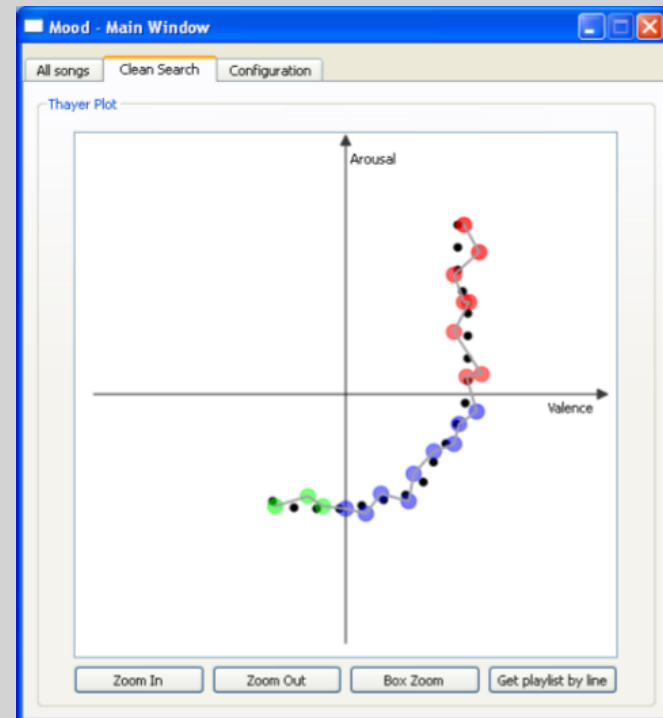 Mood - Main Window
All songs Clean Search Configuration
Thayer Plot
Arousal
Valence
Zoom In Zoom Out Box Zoom Get playlist by line